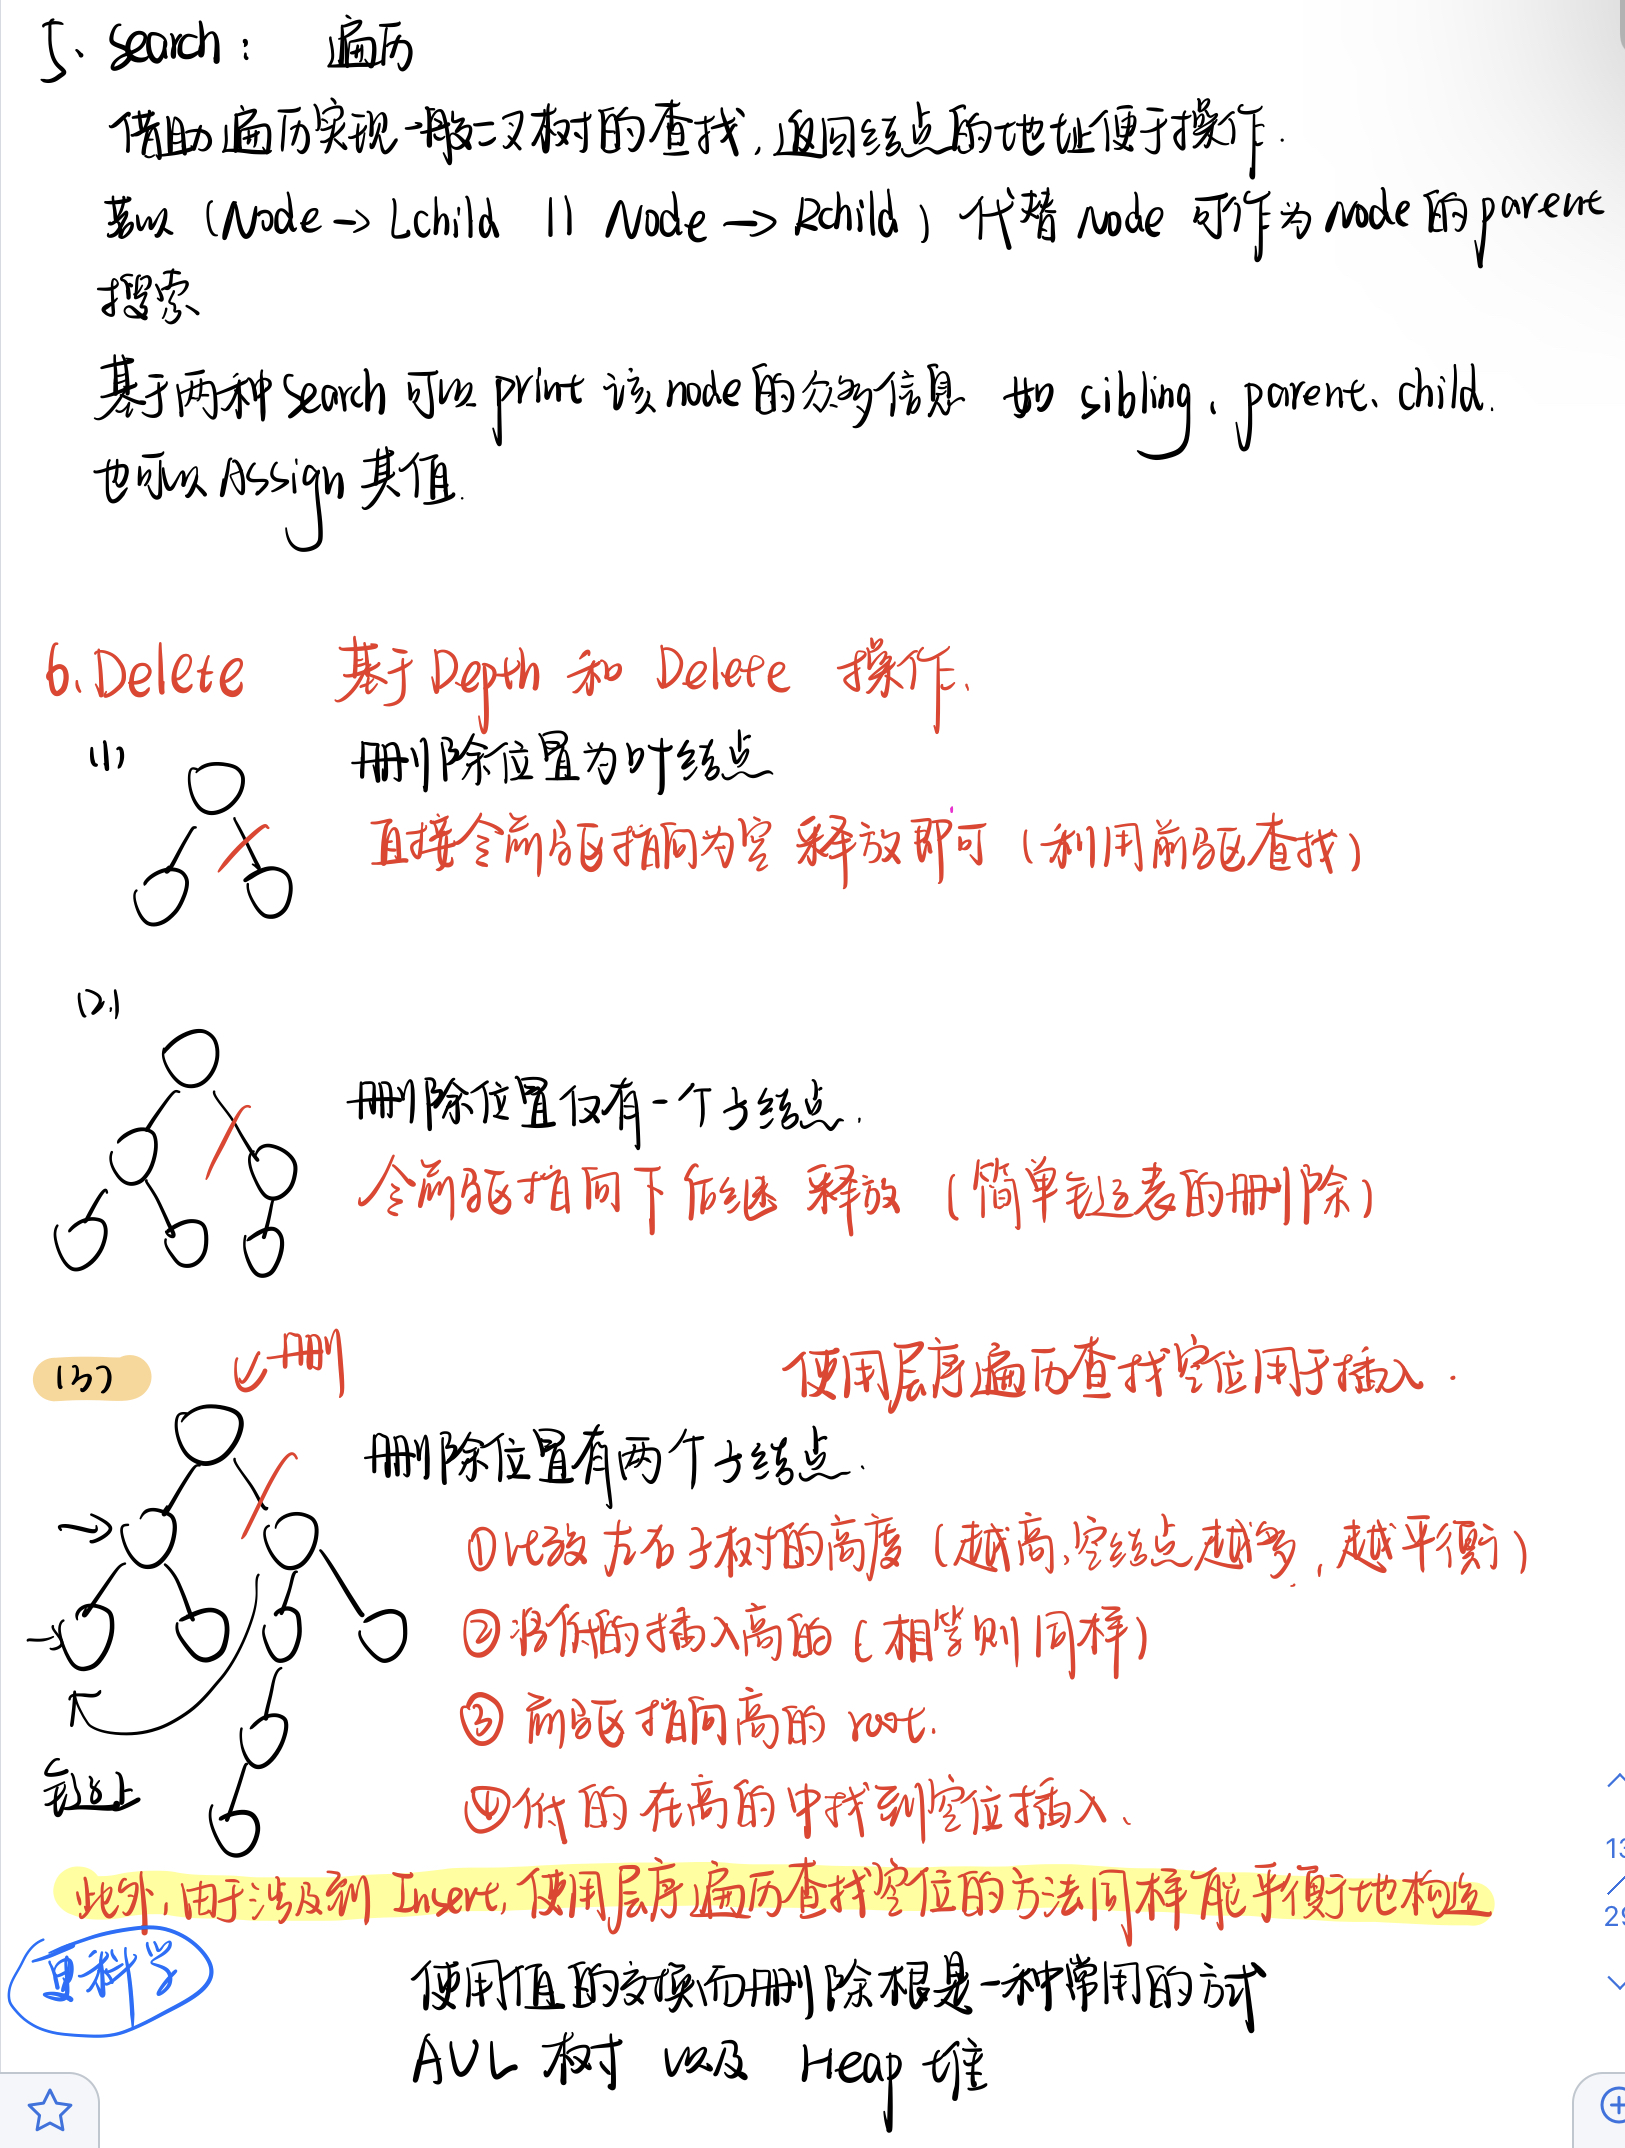 5、search： 遍历
借助遍历实现一般二叉树的查找，返回结点的地址便于操作.
若以（Node → Lchild || Node → Rchild）代替 Node 可作为 node 的 parent
搜索
基于两种 search 可以 print 该 node 的众多信息 如 sibling、parent、child.
也可以 Assign 其值.
6.Delete 基于 Depth 和 Delete 操作.
(1) 删除位置为叶结点
直接令前驱指向为空 释放即可（利用前驱查找）
(2)
删除位置仅有一个子结点.
令前驱指向下后继 释放（简单链表的删除）
(3) 删 使用层序遍历查找空位用于插入.
删除位置有两个子结点.
①比较左右子树的高度（越高,空结点越多,越平衡）
②将低的插入高的（相等则同样）
③前驱指向高的 root.
链上
④低的在高的中找到空位插入、
此外,由于涉及到 Insert,使用层序遍历查找空位的方法同样能平衡地构造
更科学
使用值的交换而删除根是一种常用的方式
AVL 树 以及 Heap 堆
13
/
29